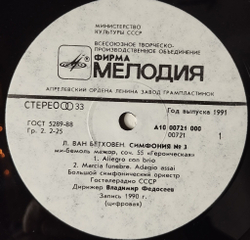 МИНИСТЕРСТВО
КУЛЬТУРЫ СССР
ВСЕСОЮЗНОЕ ТВОРЧЕСКО-
ПРОИЗВОДСТВЕННОЕ ОБЪЕДИНЕНИЕ
ФИРМА
МЕЛОДИЯ
АПРЕЛЕВСКИЙ ОРДЕНА ЛЕНИНА ЗАВОД ГРАМПЛАСТИНОК
СТЕРЕО 33
Год выпуска 1991
ГОСТ 5289-88
А10 00721 000
Гр. 2. 2-25
00721 1
Л. ВАН БЕТХОВЕН. СИМФОНИЯ № 3
ми-бемоль мажор, соч. 55 «Героическая»
1. Allegro con brio
2. Marcia funebre. Adagio assai
Большой симфонический оркестр
Гостелерадио СССР
Дирижер Владимир Федосеев
Запись 1990 г.
(цифровая)